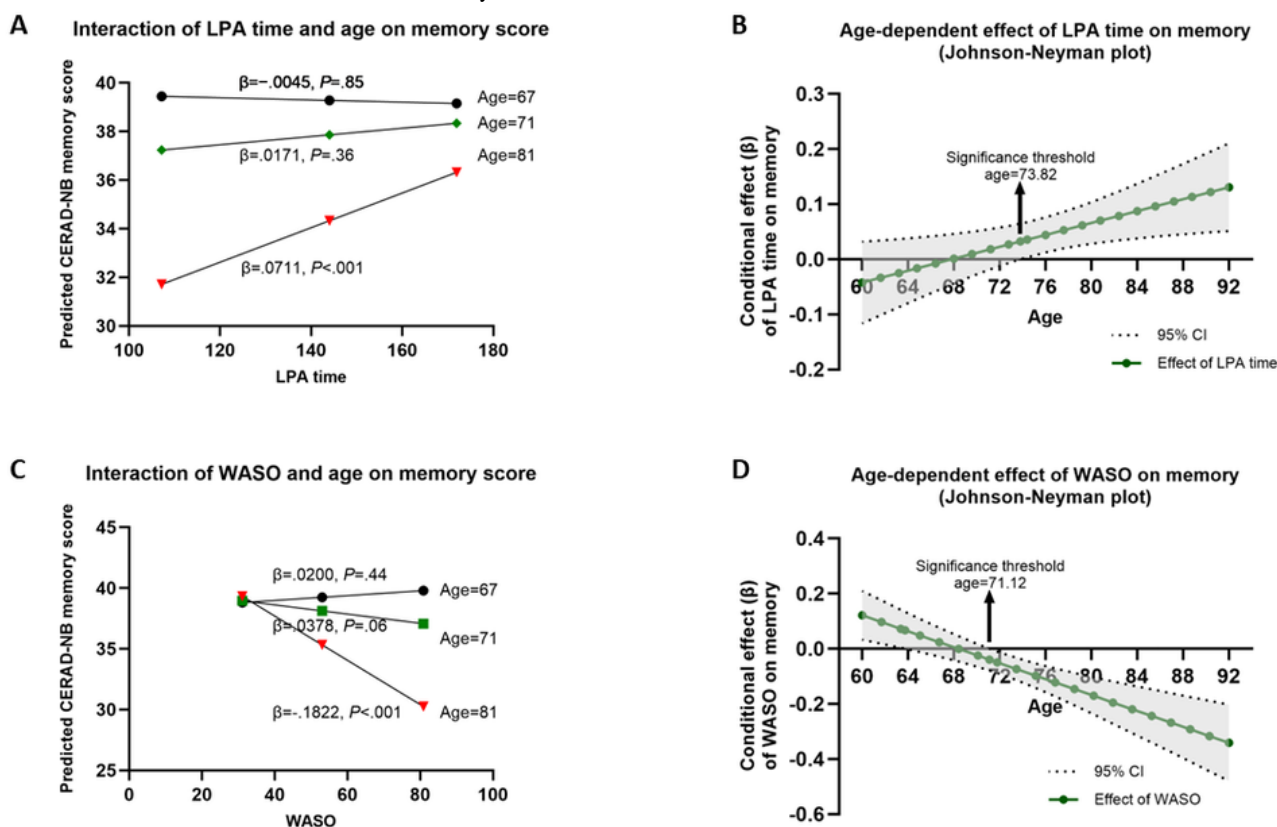 A
Interaction of LPA time and age on memory score
Predicted CERAD-NB memory score
40
38
36
34
32
30
β=-.0045, P=.85
Age=67
Age=71
β=.0171, P=.36
Age=81
β=.0711, P<.001
100
120
140
160
180
LPA time
B
Age-dependent effect of LPA time on memory
(Johnson-Neyman plot)
Conditional effect (β)
of LPA time on memory
0.3
0.2
0.1
0.0
-0.1
-0.2
Significance threshold
age=73.82
60
64
68
72
76
80
84
88
92
Age
95% CI
Effect of LPA time
C
Interaction of WASO and age on memory score
Predicted CERAD-NB memory score
45
40
35
30
25
β=.0200, P=.44
Age=67
β=.0378, P=.06
Age=71
β=-.1822, P<.001
Age=81
0
20
40
60
80
100
WASO
D
Age-dependent effect of WASO on memory
(Johnson-Neyman plot)
Conditional effect (β)
of WASO on memory
0.4
0.2
0.0
-0.2
-0.4
-0.6
Significance threshold
age=71.12
60
64
68
72
76
80
84
88
92
Age
95% CI
Effect of WASO